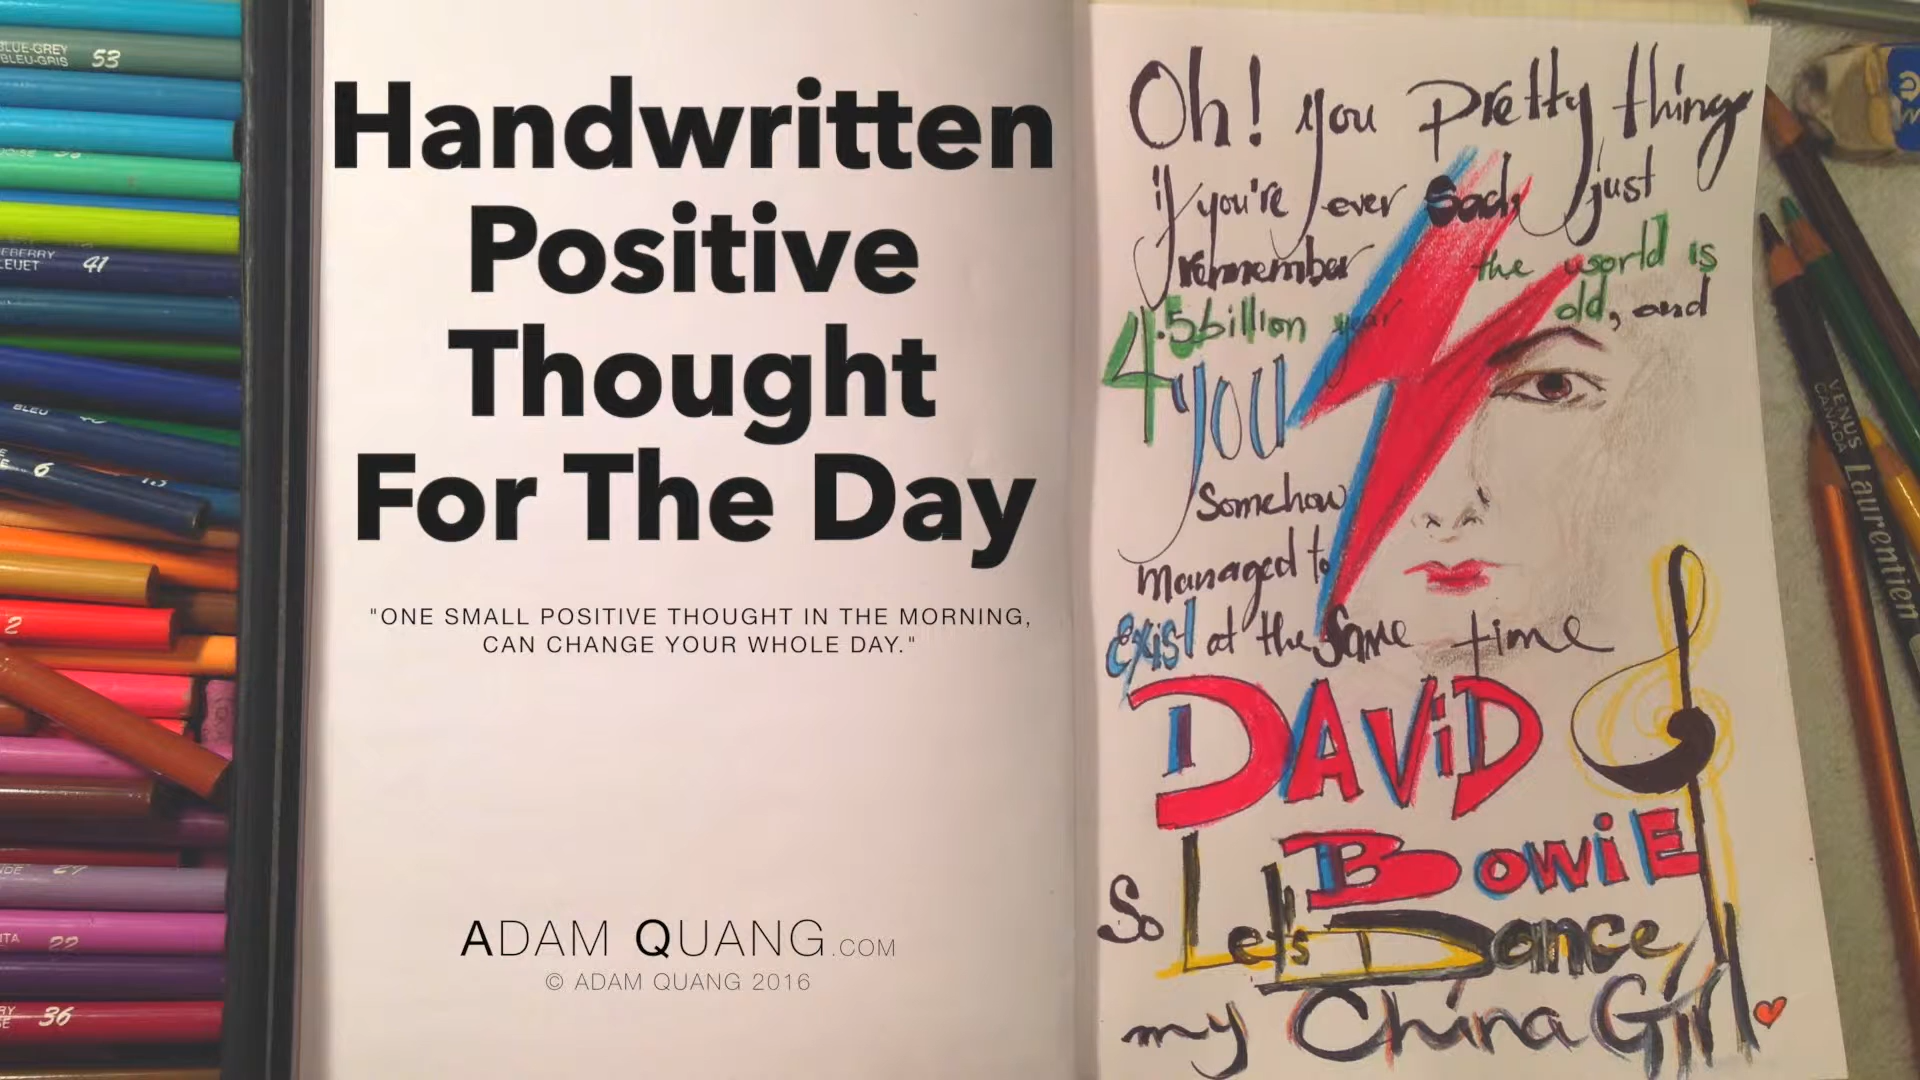 BLUE-GREY 53
BLEU-GRIS
41
6
2
22
36
Handwritten
Positive
Thought
For The Day
"ONE SMALL POSITIVE THOUGHT IN THE MORNING,
CAN CHANGE YOUR WHOLE DAY."
ADAM QUANG.COM
© ADAM QUANG 2016
Oh! you pretty things
if you're ever sad, just
remember the world is
4.5 billion year old, and
YOU
Somehow
managed to
exist at the same time
DAViD
BOWiE
So Let's Dance
my China Girl
VENUS
CANADA
Laurentien